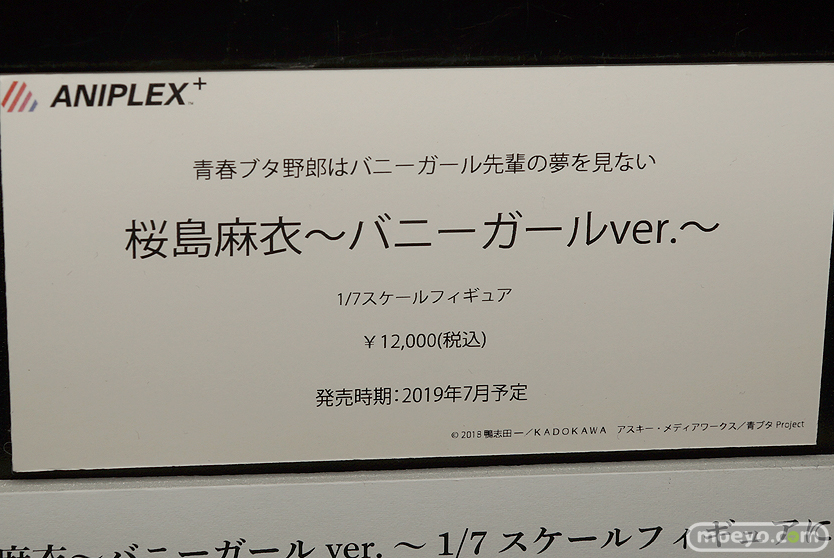 ANIPLEX+™
青春ブタ野郎はバニーガール先輩の夢を見ない
桜島麻衣～バニーガールver.～
1/7スケールフィギュア
￥12,000(税込)
発売時期：2019年7月予定
© 2018 鴨志田 一／KADOKAWA アスキー・メディアワークス／青ブタ Project
麻衣～バニーガール ver. ～ 1/7 スケールフィギュアに
moeyo.com